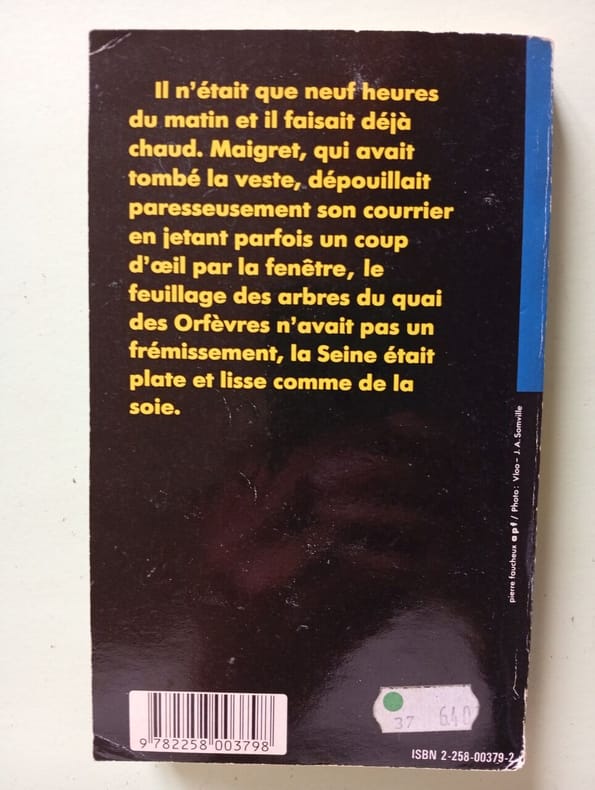 Il n'était que neuf heures
du matin et il faisait déjà
chaud. Maigret, qui avait
tombé la veste, dépouillait
paresseusement son courrier
en jetant parfois un coup
d'œil par la fenêtre, le
feuillage des arbres du quai
des Orfèvres n'avait pas un
frémissement, la Seine était
plate et lisse comme de la
soie.
pierre faucheux apf / Photo: Vloo - J.A. Somville
37 640
9 782258 003798
ISBN 2-258-00379-2